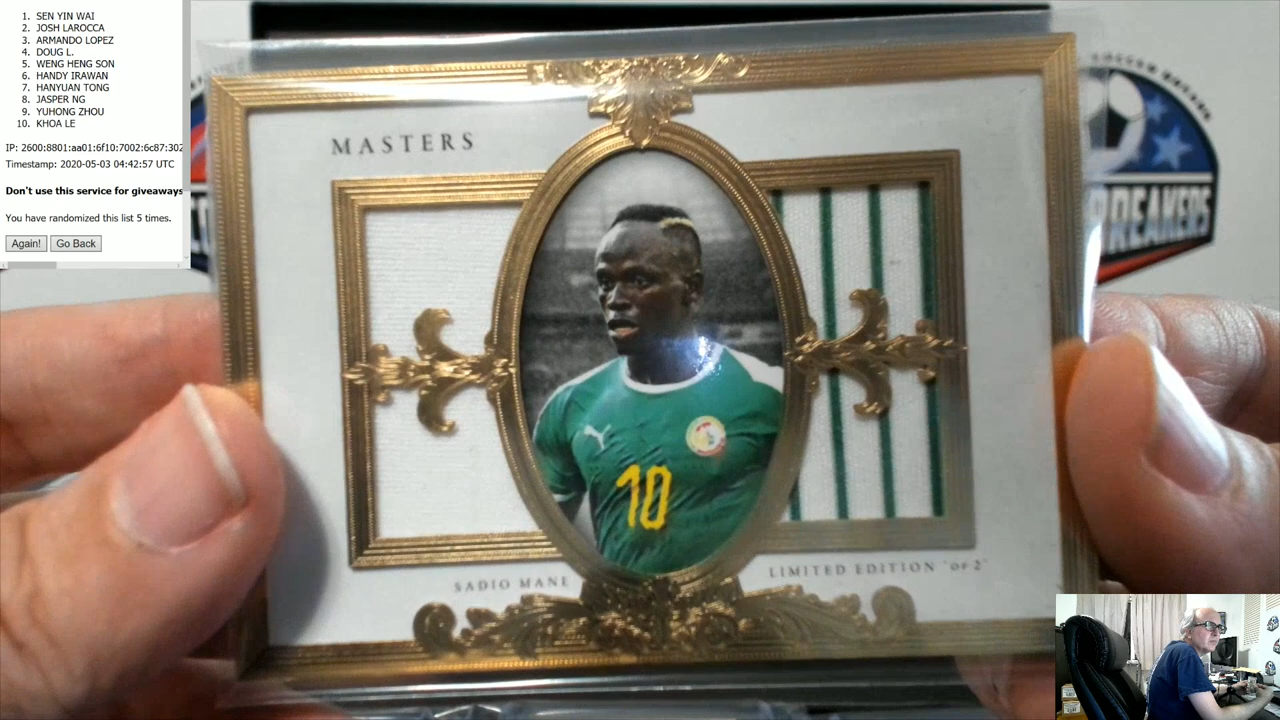 1. SEN YIN WAI
2. JOSH LAROCCA
3. ARMANDO LOPEZ
4. DOUG L.
5. WENG HENG SON
6. HANDY IRAWAN
7. HANYUAN TONG
8. JASPER NG
9. YUHONG ZHOU
10. KHOA LE
IP: 2600:8801:aa01:6f10:7002:6c87:302
Timestamp: 2020-05-03 04:42:57 UTC
Don't use this service for giveaways
You have randomized this list 5 times.
Again! Go Back
MASTERS
10
SADIO MANE
LIMITED EDITION "OF 2"
BREAKERS